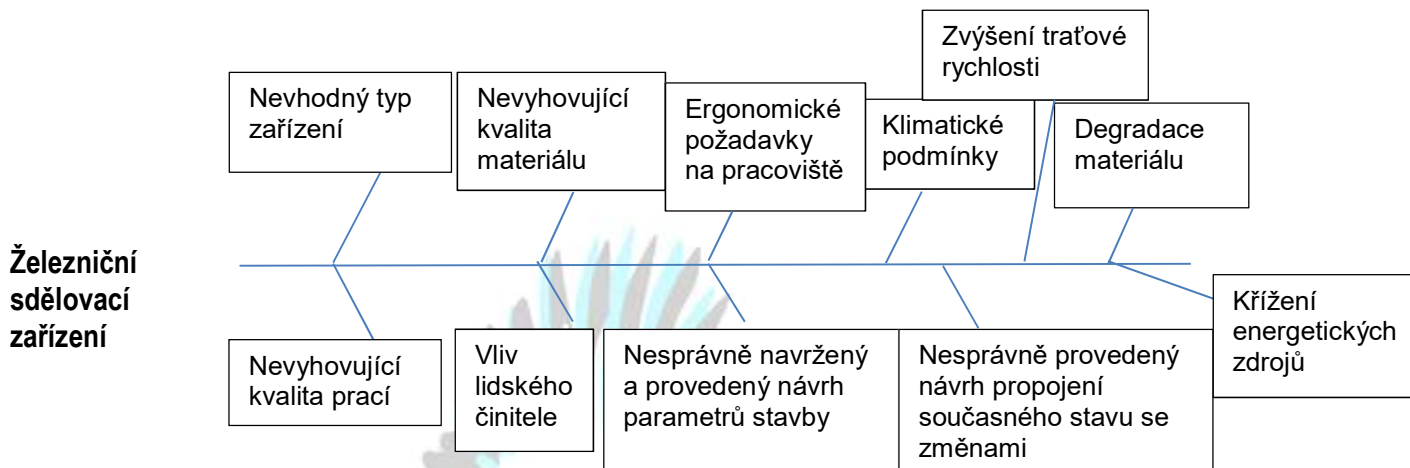 Zvýšení traťové
rychlosti
Nevhodný typ
zařízení
Nevyhovující
kvalita
materiálu
Ergonomické
požadavky
na pracoviště
Klimatické
podmínky
Degradace
materiálu
Železniční
sdělovací
zařízení
Nevyhovující
kvalita prací
Vliv
lidského
činitele
Nesprávně navržený
a provedený návrh
parametrů stavby
Nesprávně provedený
návrh propojení
současného stavu se
změnami
Křížení
energetických
zdrojů